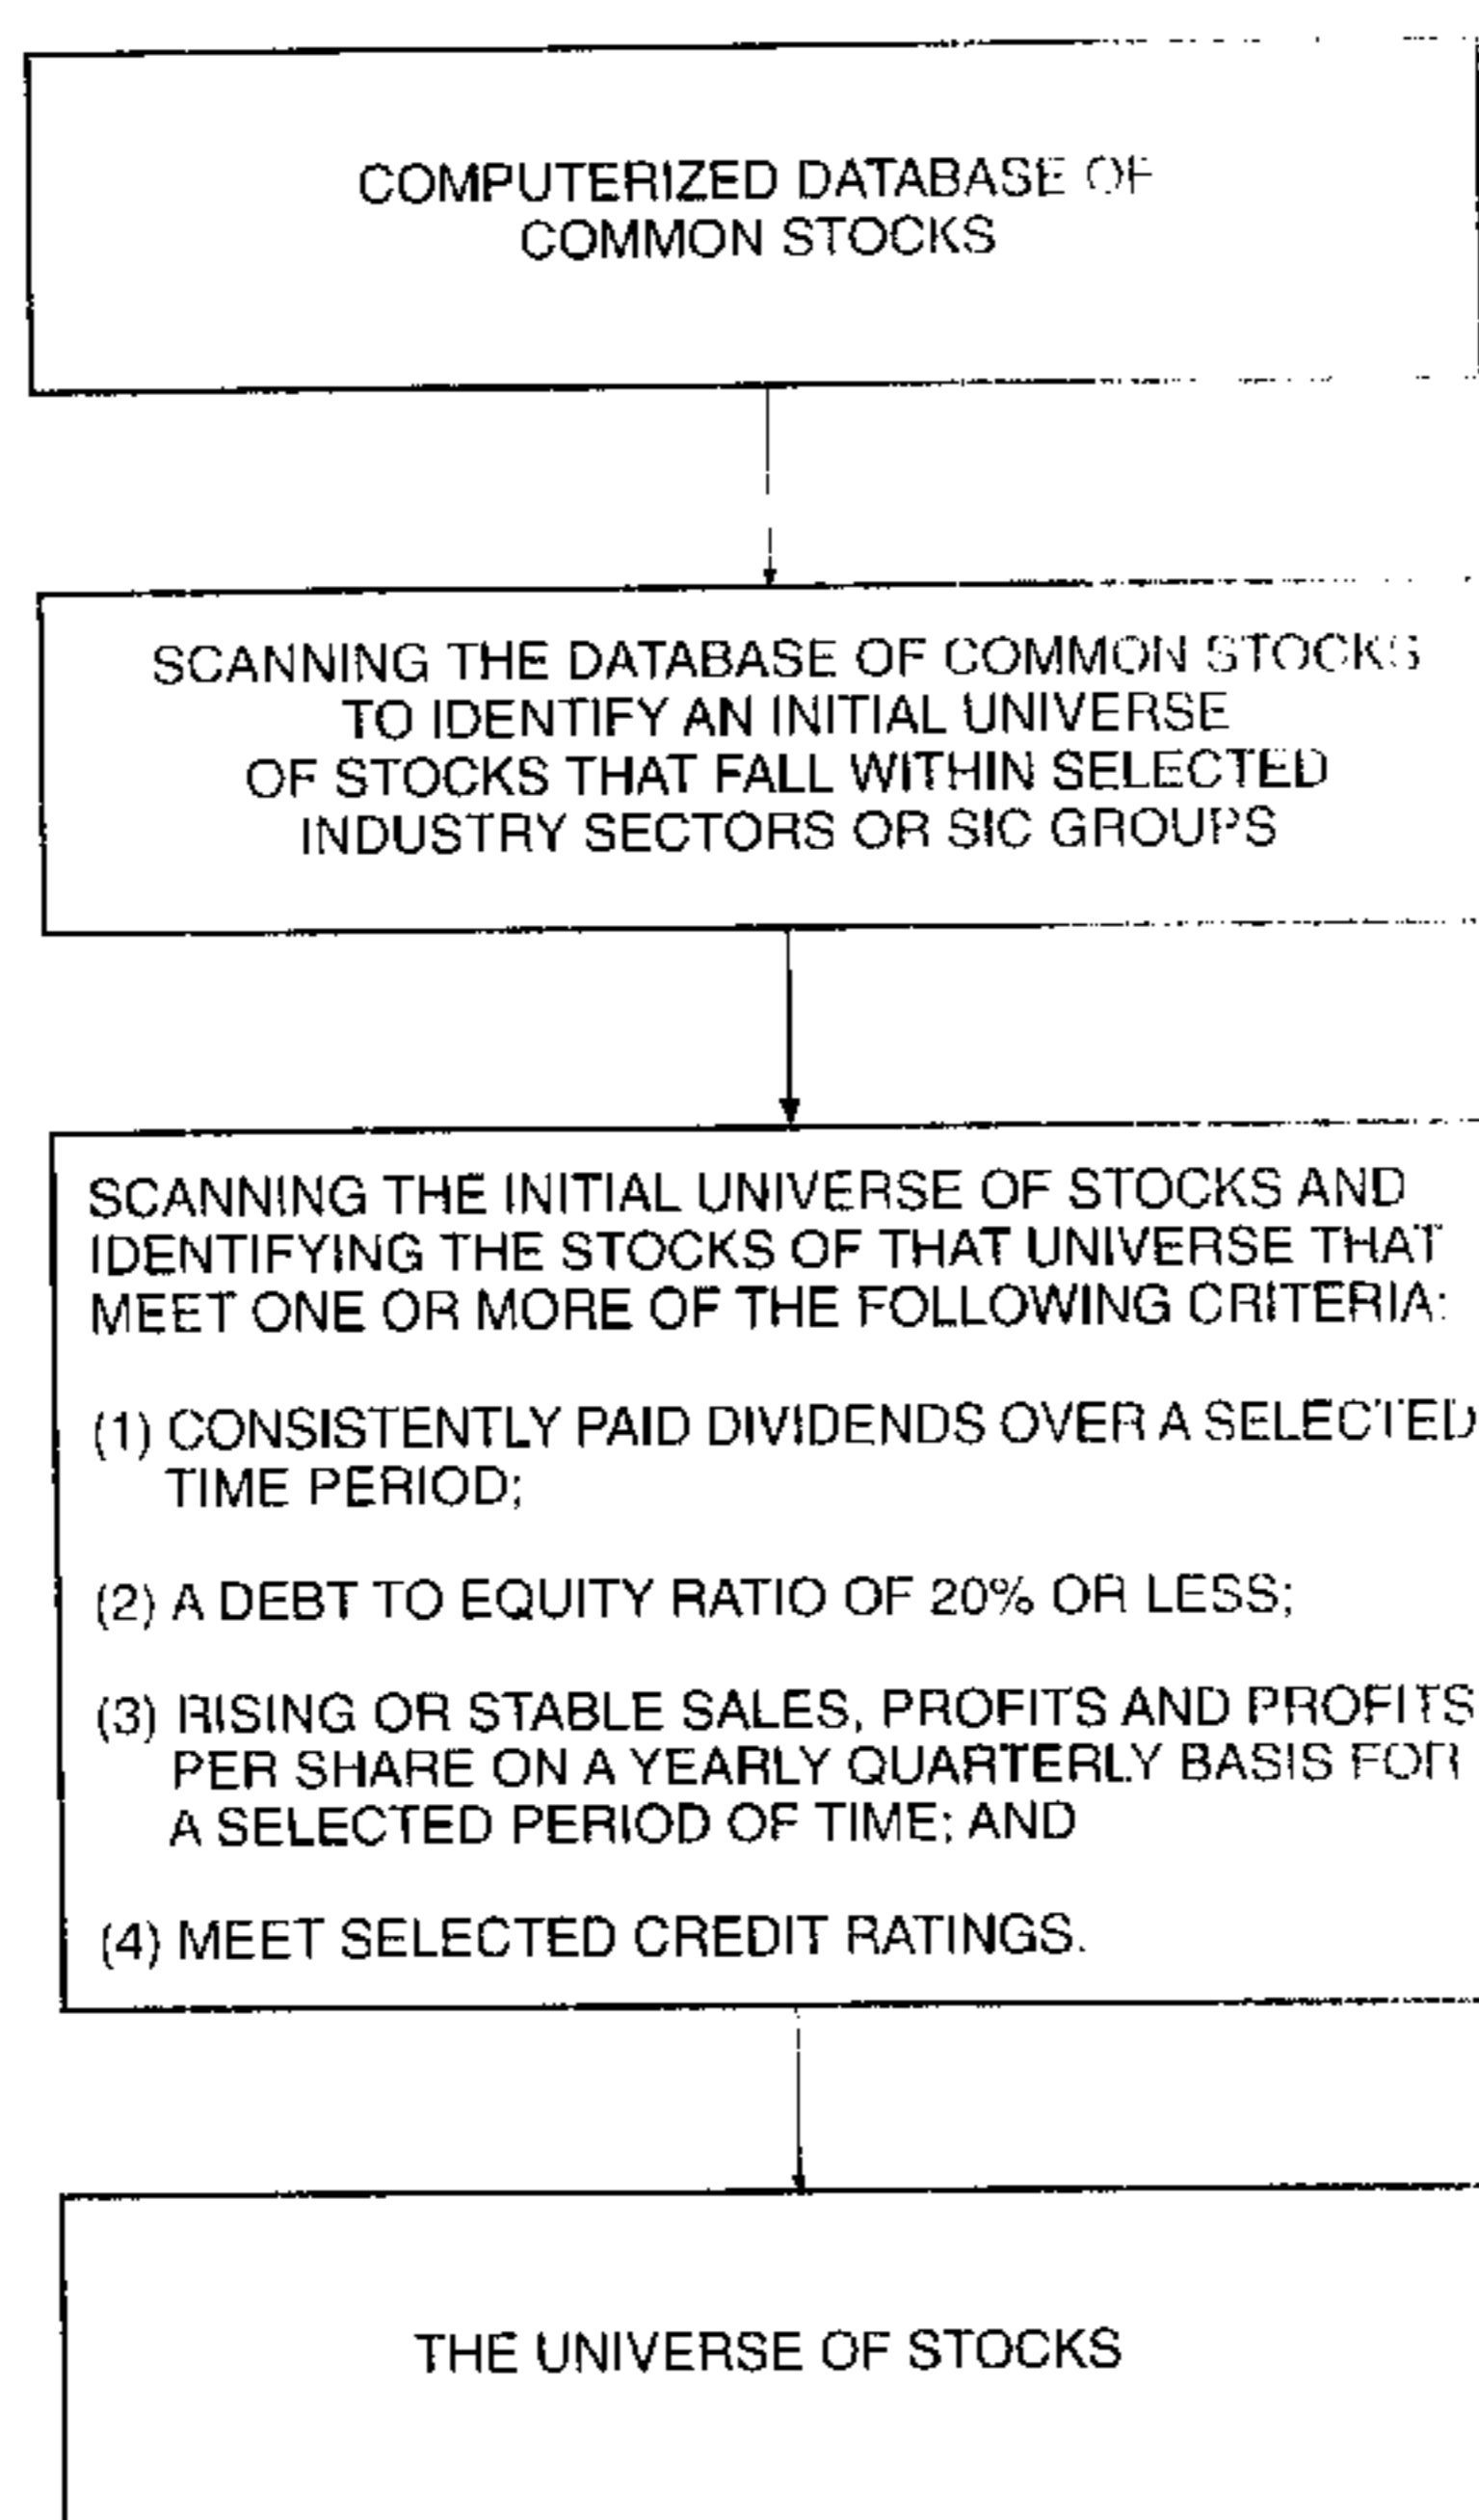 COMPUTERIZED DATABASE OF
COMMON STOCKS
SCANNING THE DATABASE OF COMMON STOCKS
TO IDENTIFY AN INITIAL UNIVERSE
OF STOCKS THAT FALL WITHIN SELECTED
INDUSTRY SECTORS OR SIC GROUPS
SCANNING THE INITIAL UNIVERSE OF STOCKS AND
IDENTIFYING THE STOCKS OF THAT UNIVERSE THAT
MEET ONE OR MORE OF THE FOLLOWING CRITERIA:
(1) CONSISTENTLY PAID DIVIDENDS OVER A SELECTED
TIME PERIOD;
(2) A DEBT TO EQUITY RATIO OF 20% OR LESS;
(3) RISING OR STABLE SALES, PROFITS AND PROFITS
PER SHARE ON A YEARLY QUARTERLY BASIS FOR
A SELECTED PERIOD OF TIME; AND
(4) MEET SELECTED CREDIT RATINGS.
THE UNIVERSE OF STOCKS